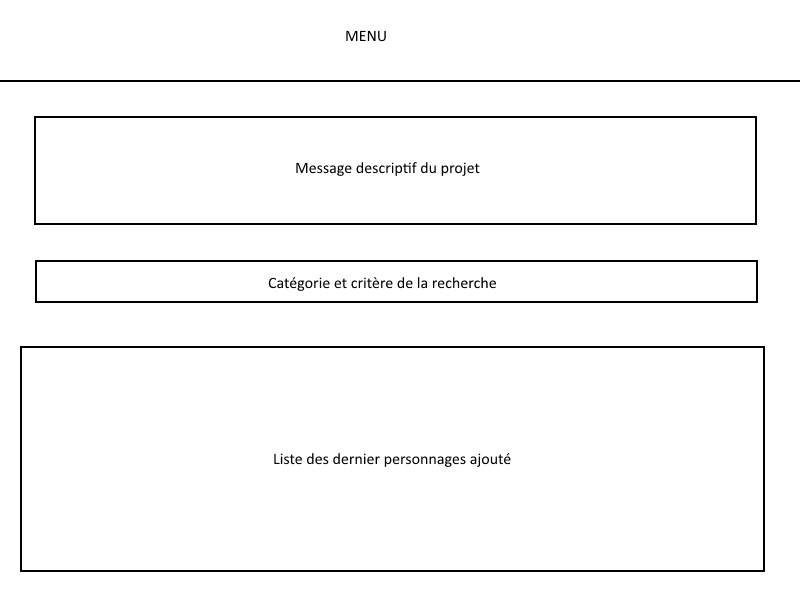 MENU
Message descriptif du projet
Catégorie et critère de la recherche
Liste des dernier personnages ajouté